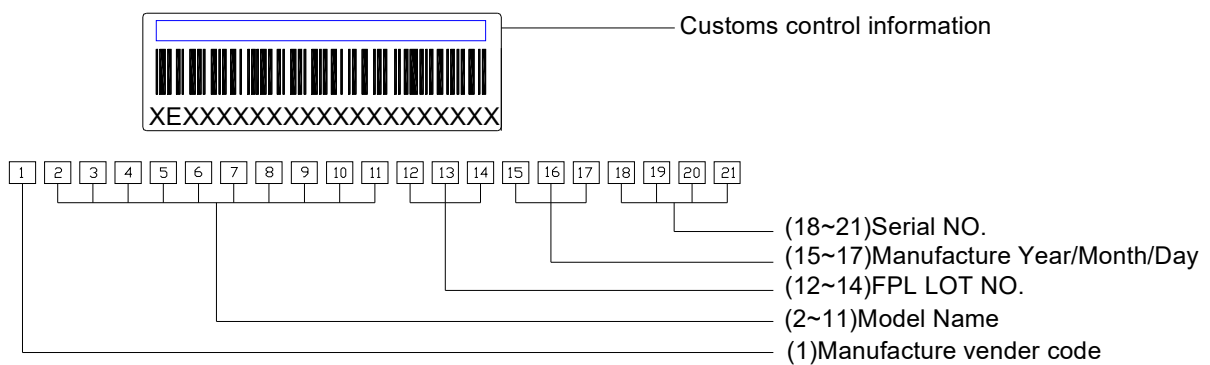 Customs control information
XEXXXXXXXXXXXXXXXXXXX
1 2 3 4 5 6 7 8 9 10 11 12 13 14 15 16 17 18 19 20 21
(18~21)Serial NO.
(15~17)Manufacture Year/Month/Day
(12~14)FPL LOT NO.
(2~11)Model Name
(1)Manufacture vender code